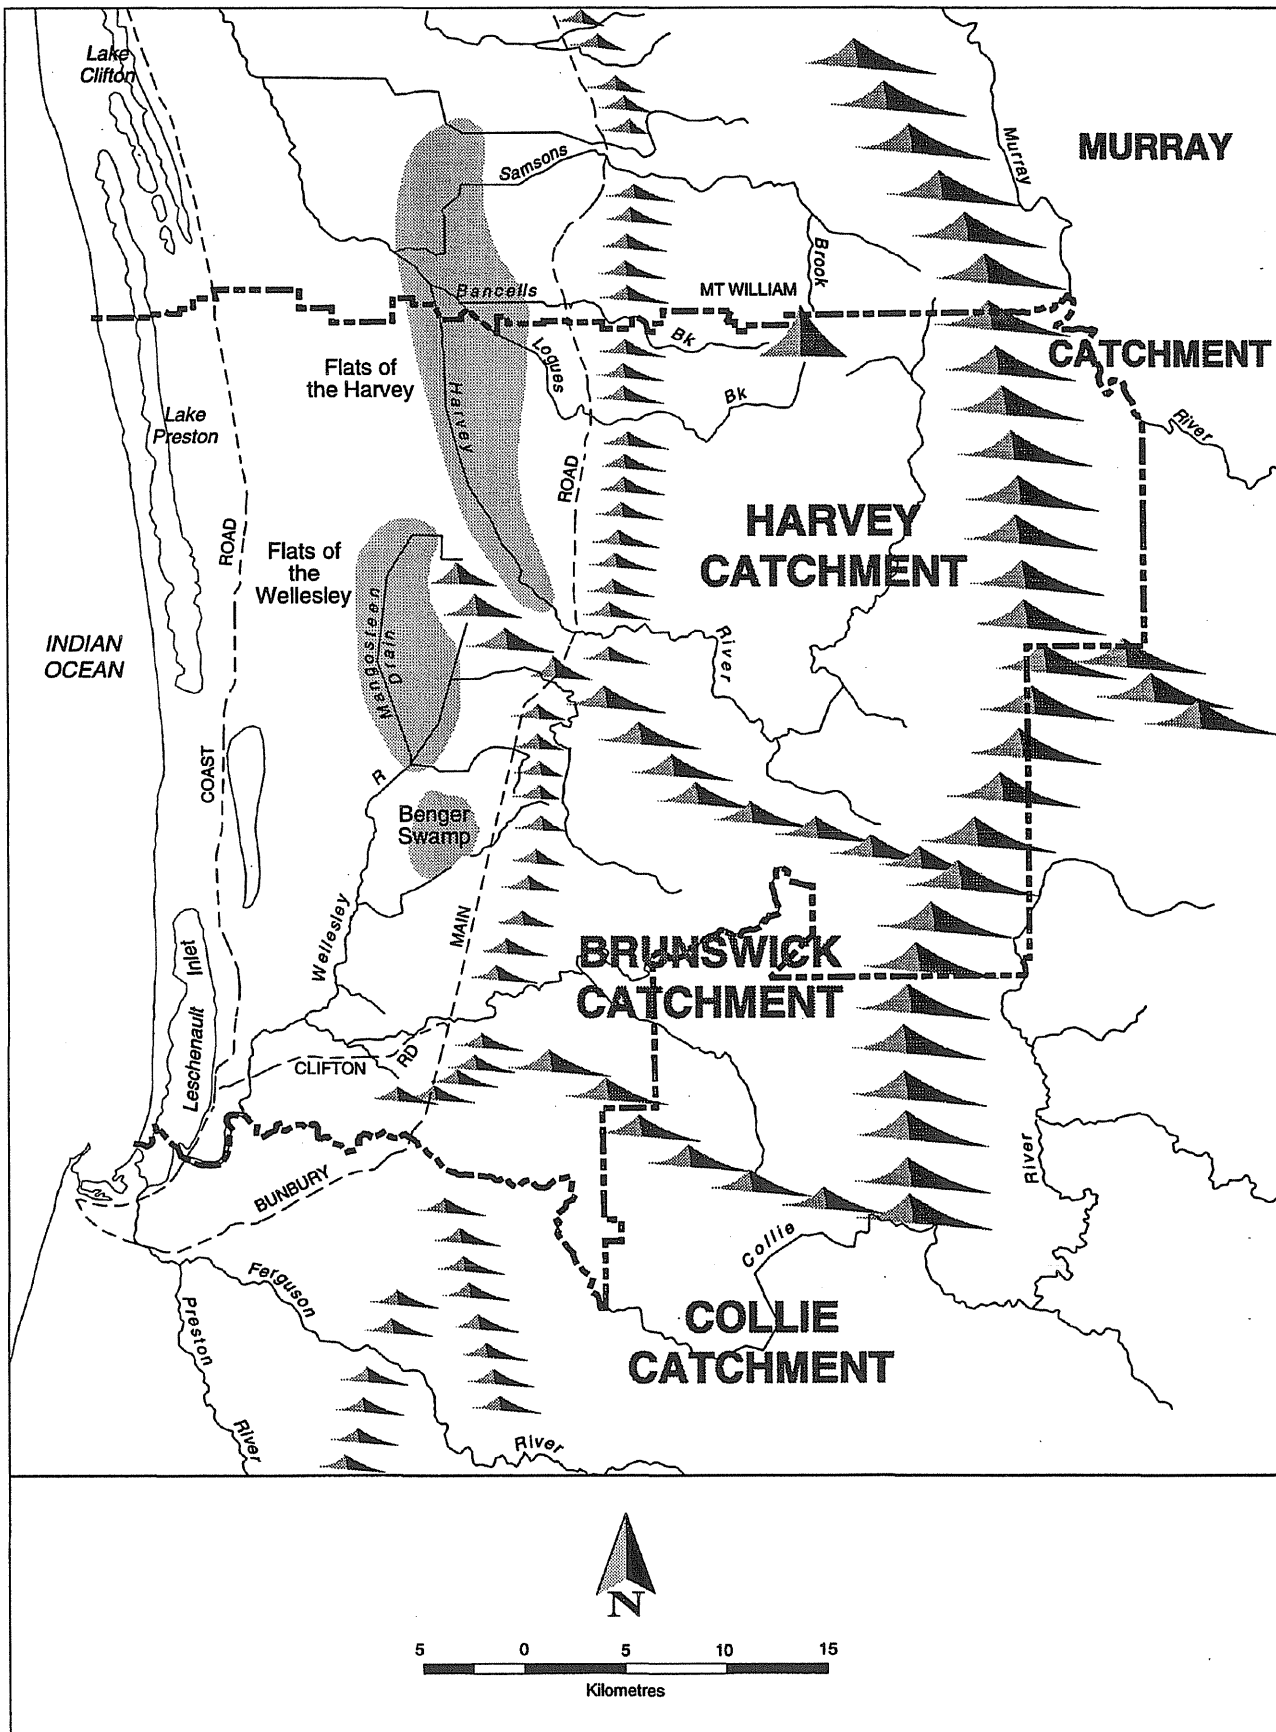 Lake
Clifton
Murray
MURRAY
Samsons
Brook
Bancells
MT WILLIAM
Bk
Logues
CATCHMENT
Flats of
the Harvey
Harvey
Bk
Lake
Preston
River
ROAD
ROAD
HARVEY
CATCHMENT
Flats of
the
Wellesley
Mangosteen
Drain
INDIAN
OCEAN
River
COAST
R
Benger
Swamp
MAIN
Wellesley
BRUNSWICK
CATCHMENT
Leschenault Inlet
CLIFTON RD
River
BUNBURY
Collie
Ferguson
Preston
COLLIE
CATCHMENT
River
River
N
5 0 5 10 15
Kilometres